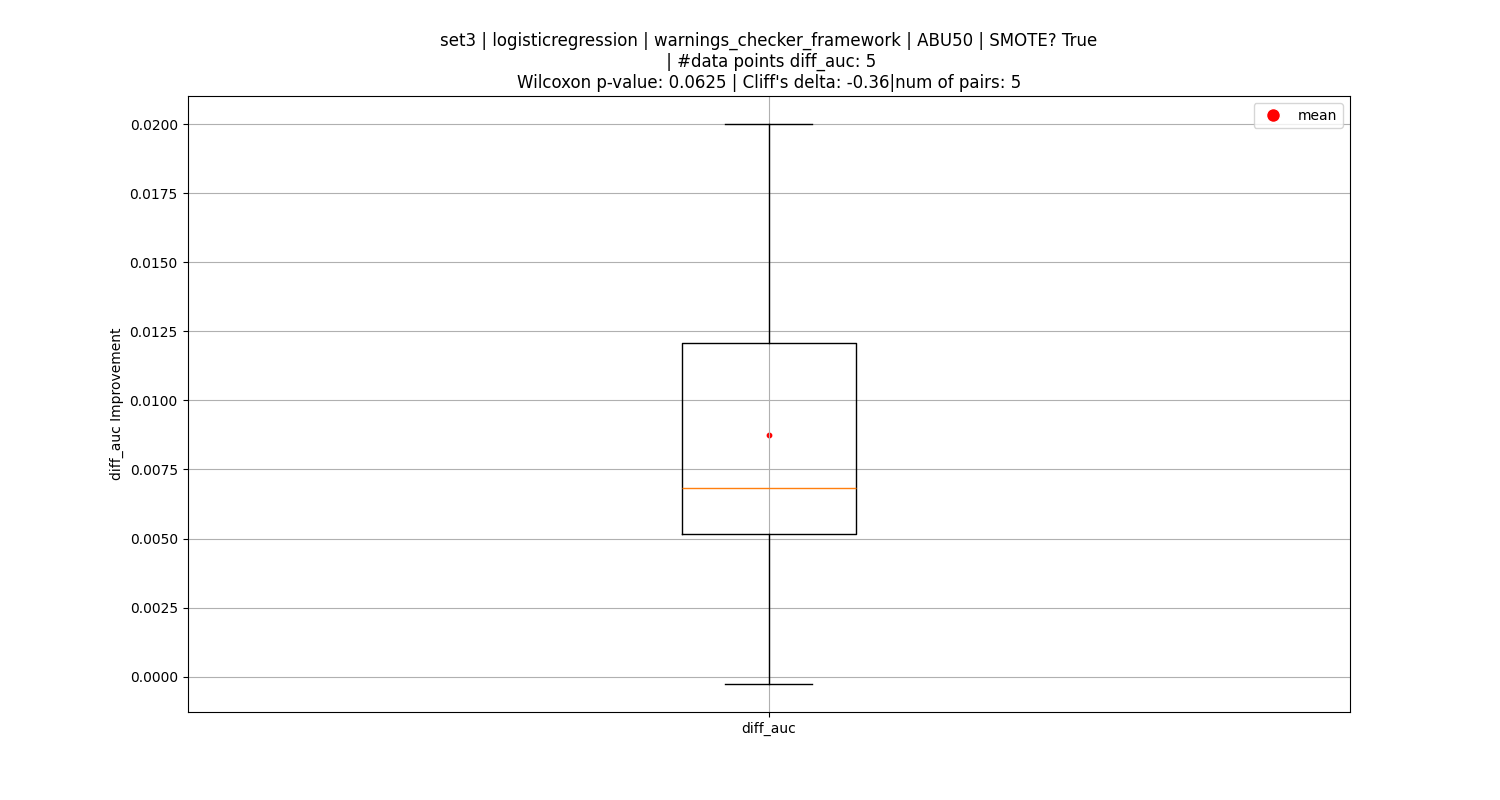 set3 | logisticregression | warnings_checker_framework | ABU50 | SMOTE? True
| #data points diff_auc: 5
Wilcoxon p-value: 0.0625 | Cliff's delta: -0.36|num of pairs: 5
mean
0.0200
0.0175
0.0150
0.0125
0.0100
0.0075
0.0050
0.0025
0.0000
diff_auc Improvement
diff_auc